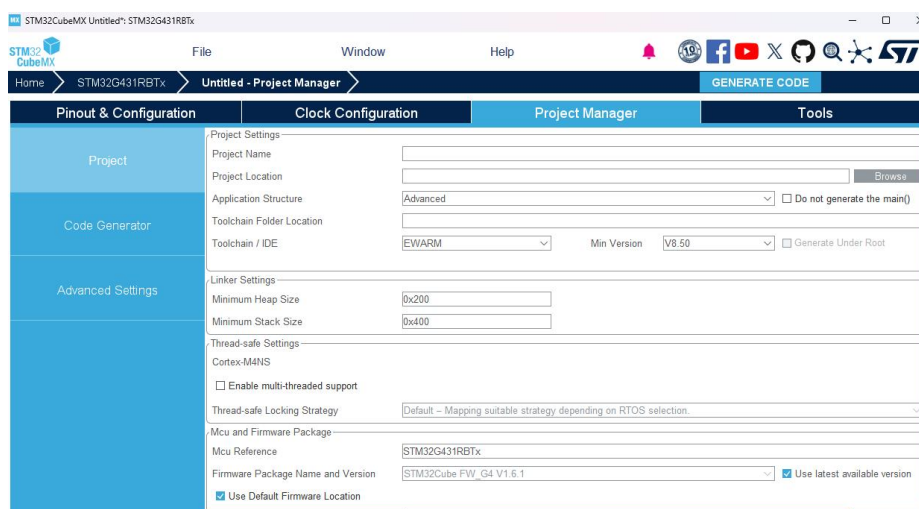 MX STM32CubeMX Untitled*: STM32G431RBTx
STM32 CubeMX File Window Help 10 ST
Home STM32G431RBTx Untitled - Project Manager GENERATE CODE
Pinout & Configuration Clock Configuration Project Manager Tools
Project
Code Generator
Advanced Settings
Project Settings
Project Name
Project Location Browse
Application Structure Advanced Do not generate the main()
Toolchain Folder Location
Toolchain / IDE EWARM Min Version V8.50 Generate Under Root
Linker Settings
Minimum Heap Size 0x200
Minimum Stack Size 0x400
Thread-safe Settings
Cortex-M4NS
Enable multi-threaded support
Thread-safe Locking Strategy Default – Mapping suitable strategy depending on RTOS selection.
Mcu and Firmware Package
Mcu Reference STM32G431RBTx
Firmware Package Name and Version STM32Cube FW_G4 V1.6.1 Use latest available version
Use Default Firmware Location